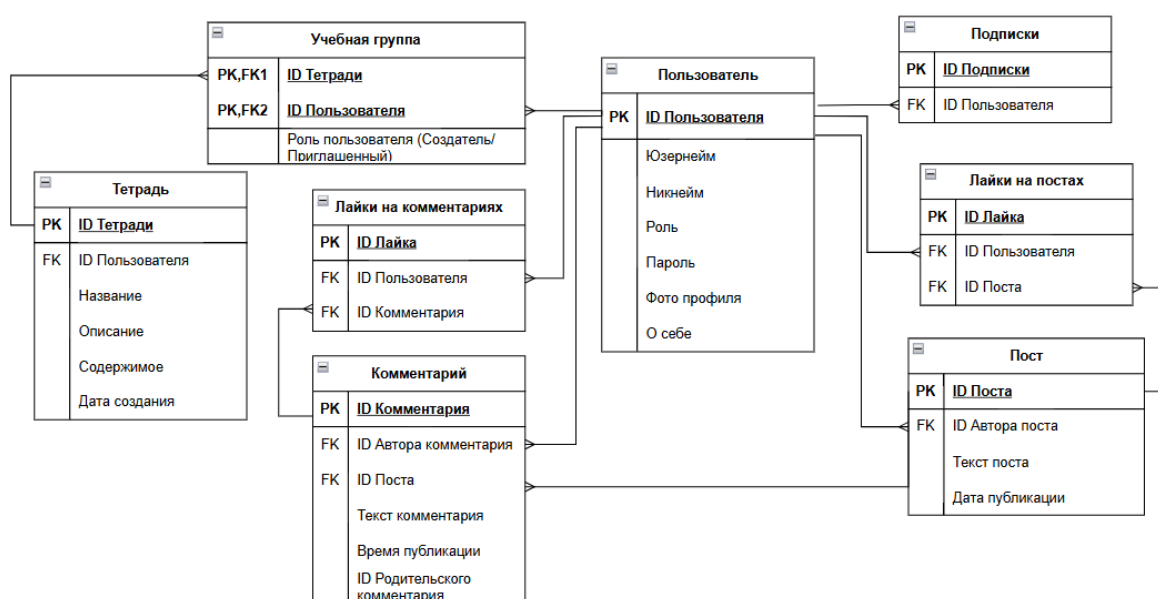 Учебная группа
PK,FK1 ID Тетради
PK,FK2 ID Пользователя
Роль пользователя (Создатель/
Приглашенный)
Тетрадь
PK ID Тетради
FK ID Пользователя
Название
Описание
Содержимое
Дата создания
Лайки на комментариях
PK ID Лайка
FK ID Пользователя
FK ID Комментария
Комментарий
PK ID Комментария
FK ID Автора комментария
FK ID Поста
Текст комментария
Время публикации
ID Родительского
комментария
Пользователь
PK ID Пользователя
Юзернейм
Никнейм
Роль
Пароль
Фото профиля
О себе
Подписки
PK ID Подписки
FK ID Пользователя
Лайки на постах
PK ID Лайка
FK ID Пользователя
FK ID Поста
Пост
PK ID Поста
FK ID Автора поста
Текст поста
Дата публикации